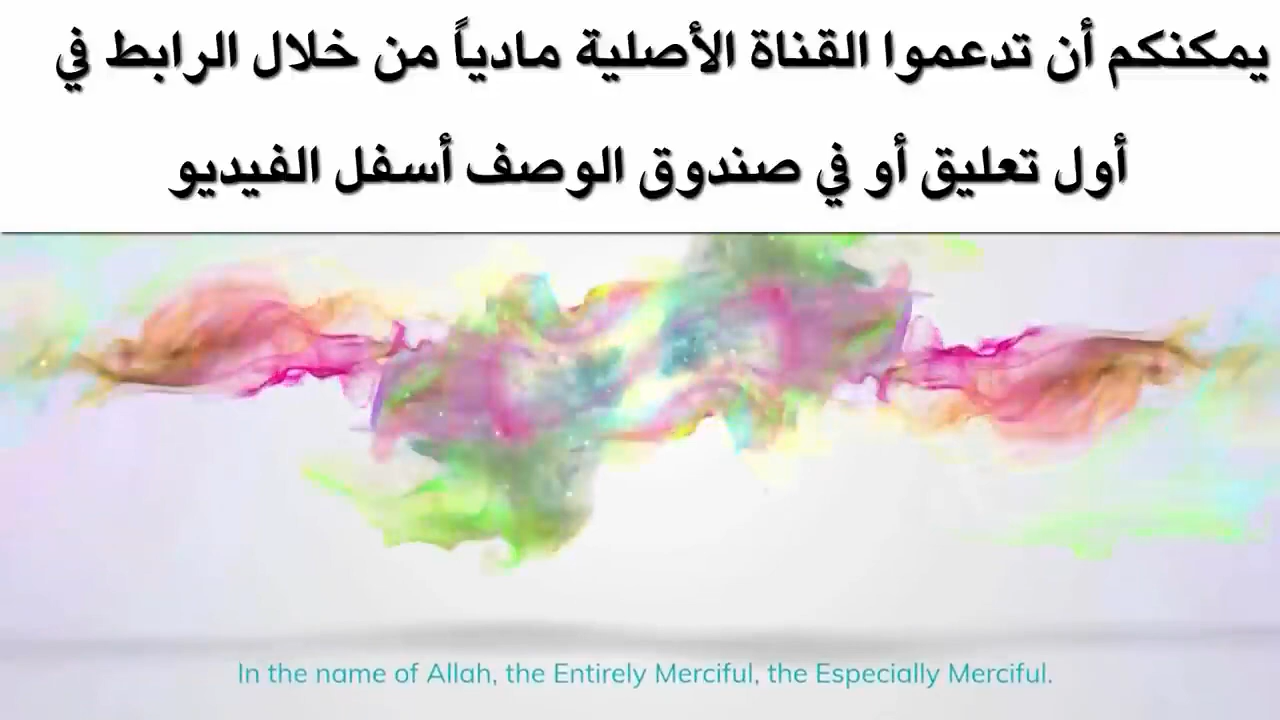 يمكنكم أن تدعموا القناة الأصلية مادياً من خلال الرابط في
أول تعليق أو في صندوق الوصف أسفل الفيديو
In the name of Allah, the Entirely Merciful, the Especially Merciful.